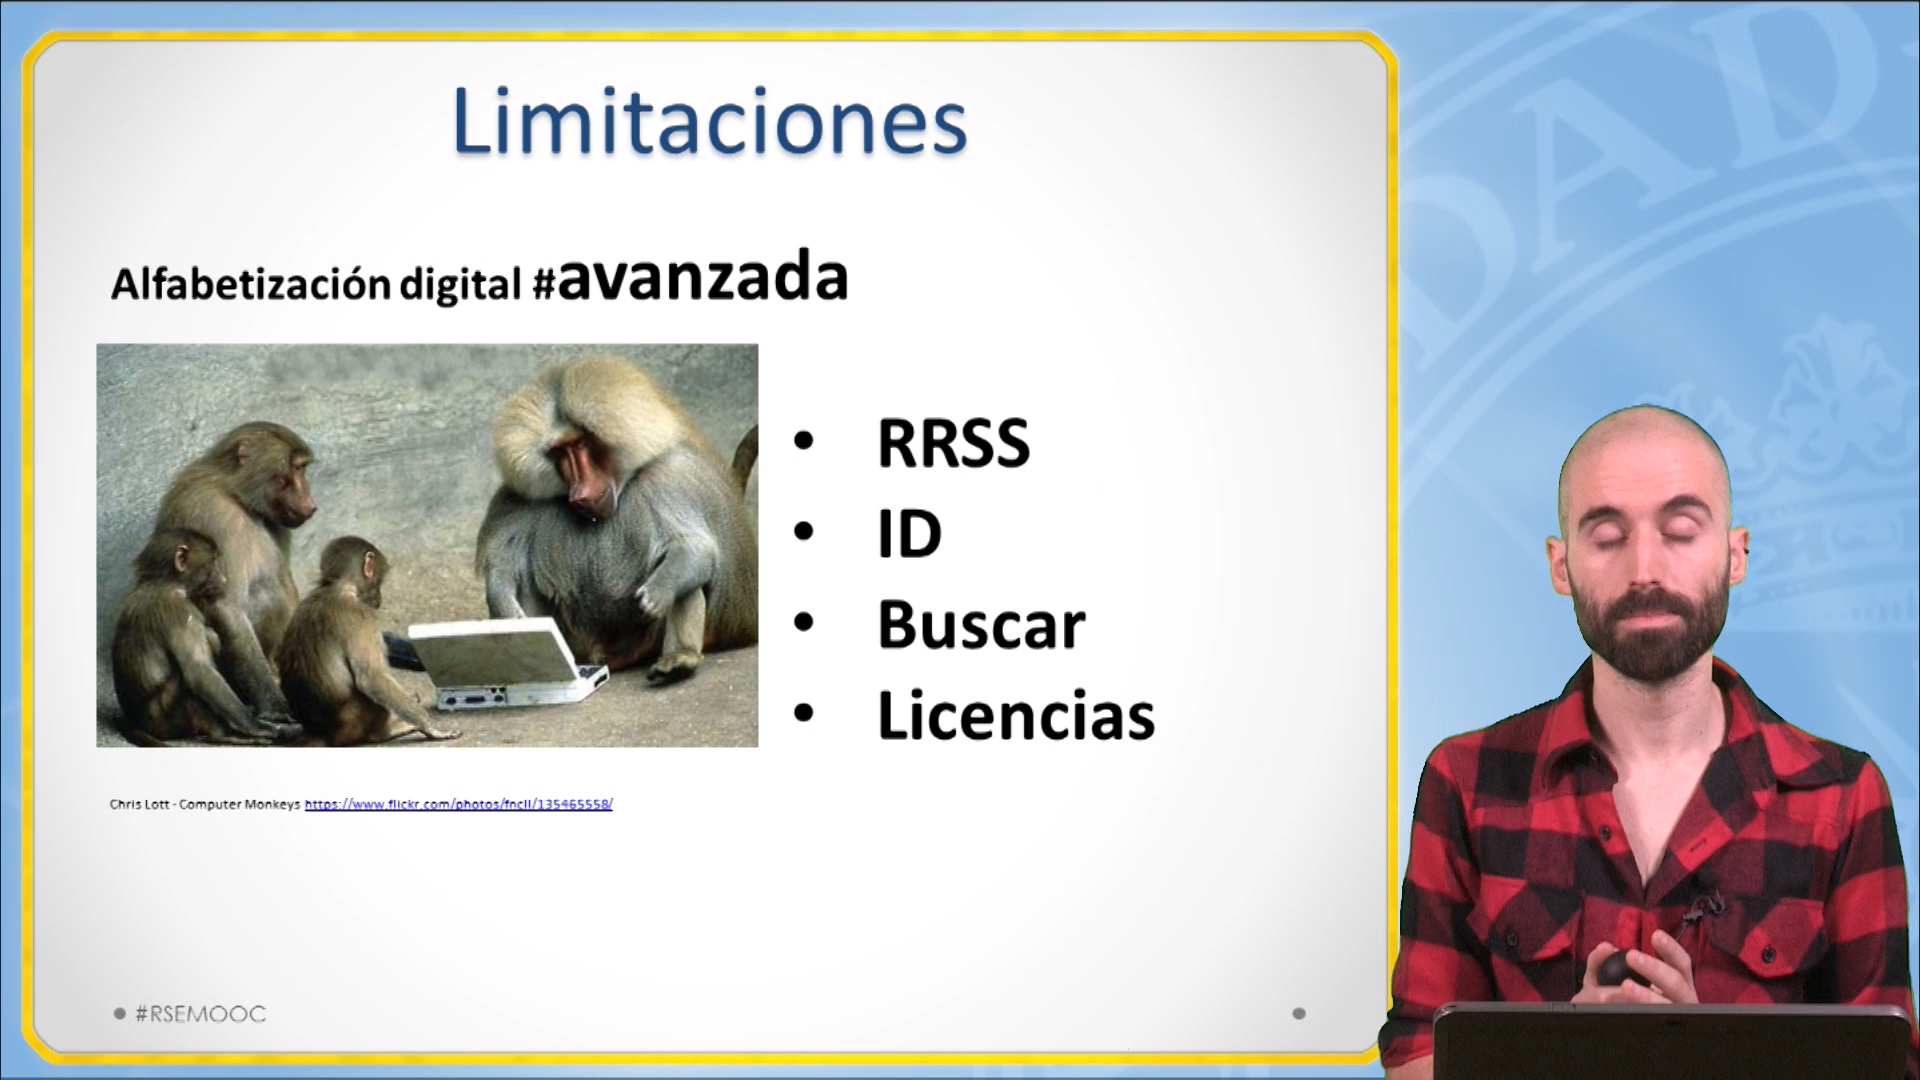 Limitaciones
Alfabetización digital #avanzada
• RRSS
• ID
• Buscar
• Licencias
Chris Lott - Computer Monkeys https://www.flickr.com/photos/fncll/135465558/
#RSEMOOC
DAD